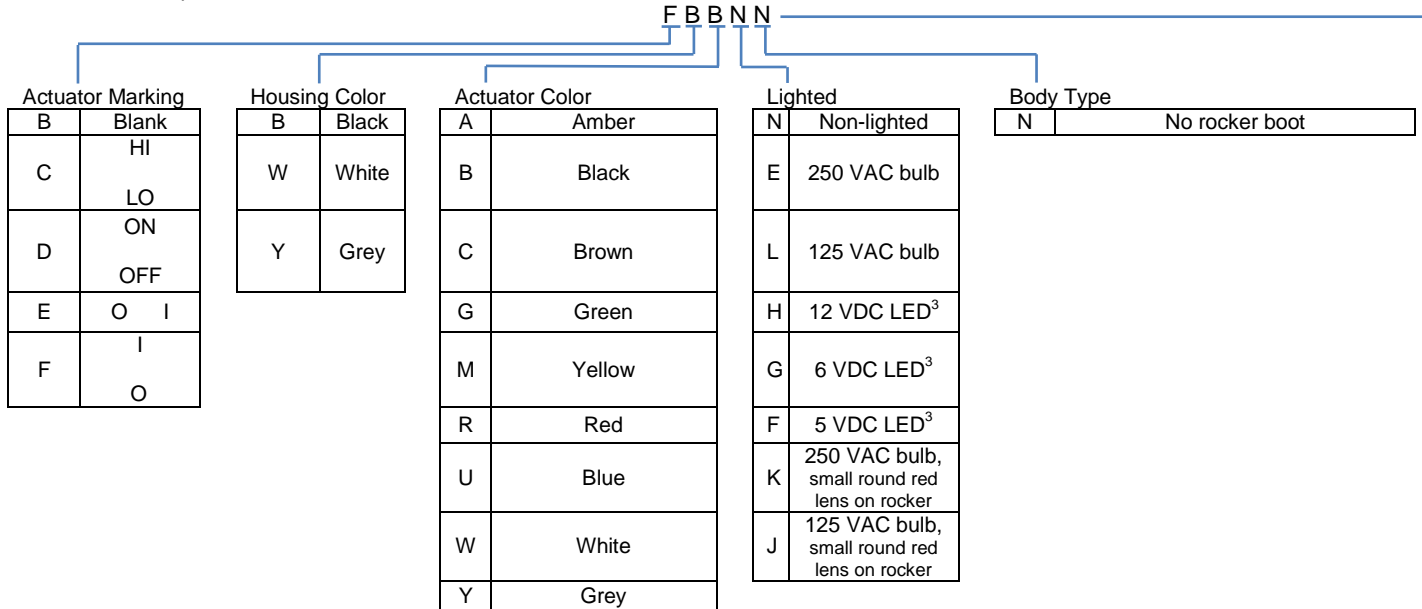 F B B N N
Actuator Marking
B Blank
C HI
LO
D ON
OFF
E O I
F I
O
Housing Color
B Black
W White
Y Grey
Actuator Color
A Amber
B Black
C Brown
G Green
M Yellow
R Red
U Blue
W White
Y Grey
Lighted
N Non-lighted
E 250 VAC bulb
L 125 VAC bulb
H 12 VDC LED³
G 6 VDC LED³
F 5 VDC LED³
K 250 VAC bulb,
small round red
lens on rocker
J 125 VAC bulb,
small round red
lens on rocker
Body Type
N No rocker boot